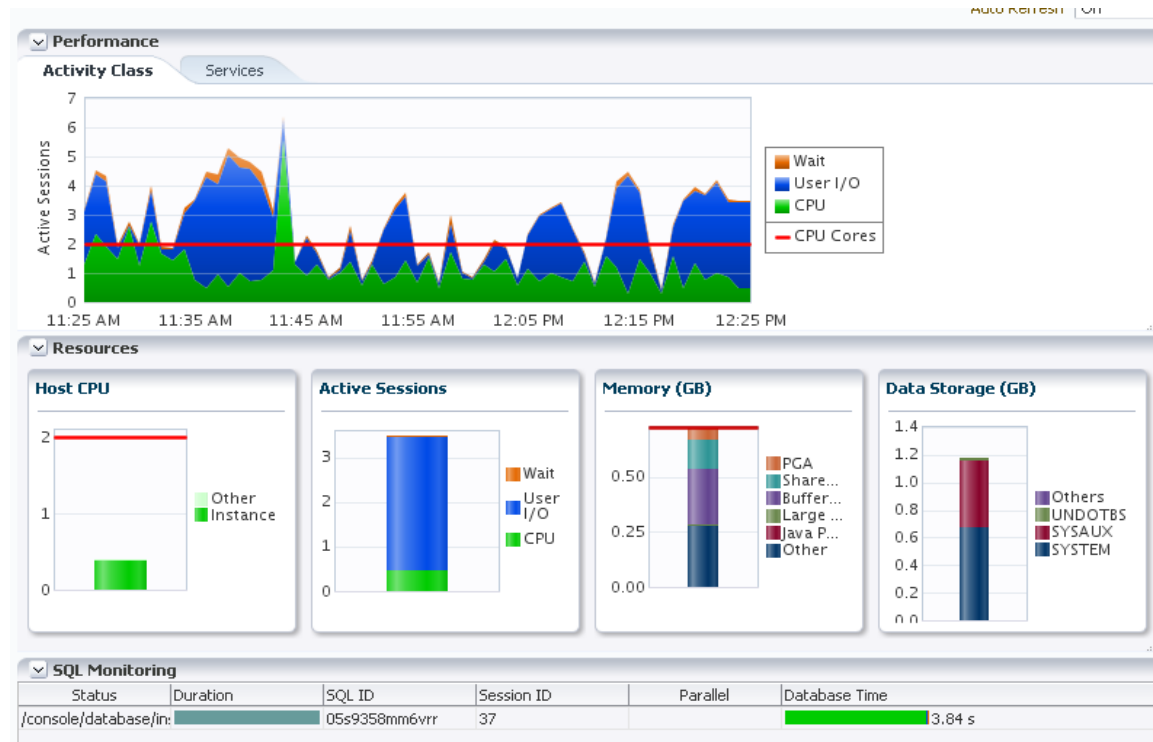 Auto Refresh On
Performance
Activity Class Services
7
6
5
4
3
2
1
0
Active Sessions
11:25 AM 11:35 AM 11:45 AM 11:55 AM 12:05 PM 12:15 PM 12:25 PM
Wait
User I/O
CPU
CPU Cores
Resources
Host CPU
2
1
0
Other
Instance
Active Sessions
3
2
1
0
Wait
User
I/O
CPU
Memory (GB)
0.50
0.25
0.00
PGA
Share...
Buffer...
Large ...
Java P...
Other
Data Storage (GB)
1.4
1.2
1.0
0.8
0.6
0.4
0.2
0.0
Others
UNDOTBS
SYSAUX
SYSTEM
SQL Monitoring
Status Duration SQL ID Session ID Parallel Database Time
/console/database/in: 05s9358mm6vrr 37 3.84 s